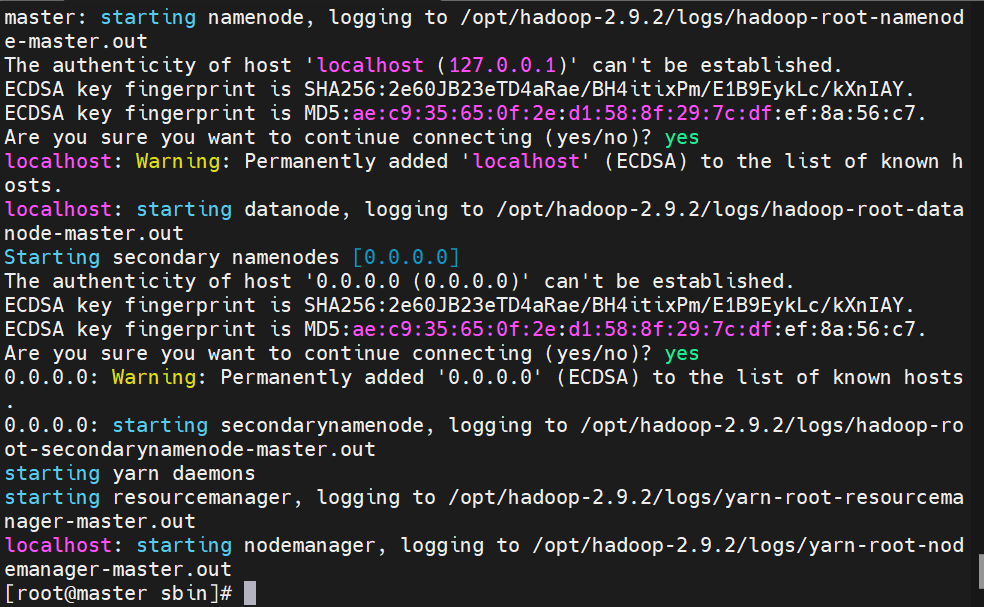 master: starting namenode, logging to /opt/hadoop-2.9.2/logs/hadoop-root-namenod
e-master.out
The authenticity of host 'localhost (127.0.0.1)' can't be established.
ECDSA key fingerprint is SHA256:2e60JB23eTD4aRae/BH4itixPm/E1B9EykLc/kXnIAY.
ECDSA key fingerprint is MD5:ae:c9:35:65:0f:2e:d1:58:8f:29:7c:df:ef:8a:56:c7.
Are you sure you want to continue connecting (yes/no)? yes
localhost: Warning: Permanently added 'localhost' (ECDSA) to the list of known h
osts.
localhost: starting datanode, logging to /opt/hadoop-2.9.2/logs/hadoop-root-data
node-master.out
Starting secondary namenodes [0.0.0.0]
The authenticity of host '0.0.0.0 (0.0.0.0)' can't be established.
ECDSA key fingerprint is SHA256:2e60JB23eTD4aRae/BH4itixPm/E1B9EykLc/kXnIAY.
ECDSA key fingerprint is MD5:ae:c9:35:65:0f:2e:d1:58:8f:29:7c:df:ef:8a:56:c7.
Are you sure you want to continue connecting (yes/no)? yes
0.0.0.0: Warning: Permanently added '0.0.0.0' (ECDSA) to the list of known hosts
.
0.0.0.0: starting secondarynamenode, logging to /opt/hadoop-2.9.2/logs/hadoop-ro
ot-secondarynamenode-master.out
starting yarn daemons
starting resourcemanager, logging to /opt/hadoop-2.9.2/logs/yarn-root-resourcema
nager-master.out
localhost: starting nodemanager, logging to /opt/hadoop-2.9.2/logs/yarn-root-nod
emanager-master.out
[root@master sbin]#